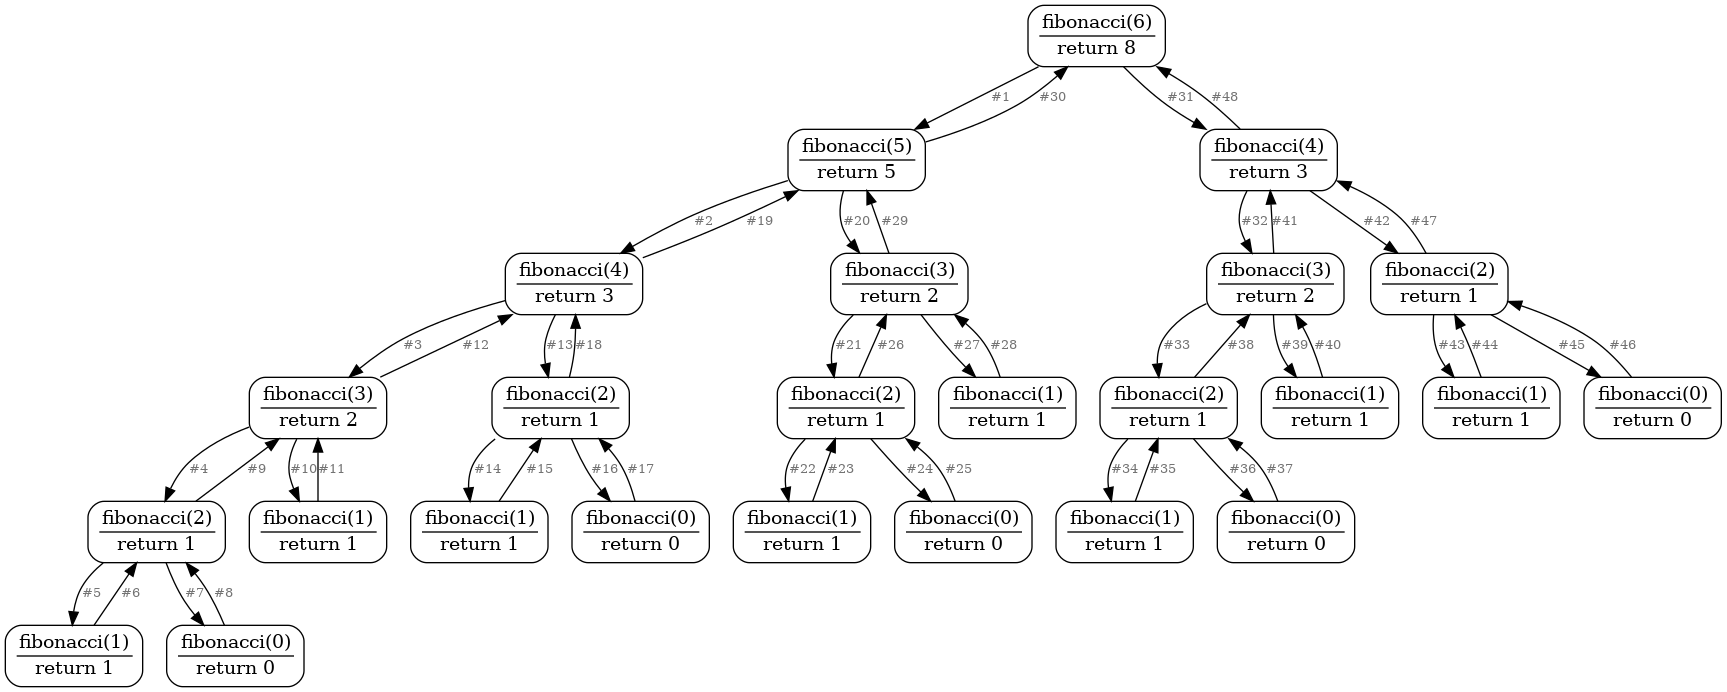 fibonacci(6)
return 8
#1
#30
#31
#48
fibonacci(5)
return 5
fibonacci(4)
return 3
#2
#19
#20
#29
#32
#41
#42
#47
fibonacci(4)
return 3
fibonacci(3)
return 2
fibonacci(3)
return 2
fibonacci(2)
return 1
#3
#12
#13
#18
#21
#26
#27
#28
#33
#38
#39
#40
#43
#44
#45
#46
fibonacci(3)
return 2
fibonacci(2)
return 1
fibonacci(2)
return 1
fibonacci(1)
return 1
fibonacci(2)
return 1
fibonacci(1)
return 1
fibonacci(1)
return 1
fibonacci(0)
return 0
#4
#9
#10
#11
#14
#15
#16
#17
#22
#23
#24
#25
#34
#35
#36
#37
fibonacci(2)
return 1
fibonacci(1)
return 1
fibonacci(1)
return 1
fibonacci(0)
return 0
fibonacci(1)
return 1
fibonacci(0)
return 0
fibonacci(1)
return 1
fibonacci(0)
return 0
#5
#6
#7
#8
fibonacci(1)
return 1
fibonacci(0)
return 0